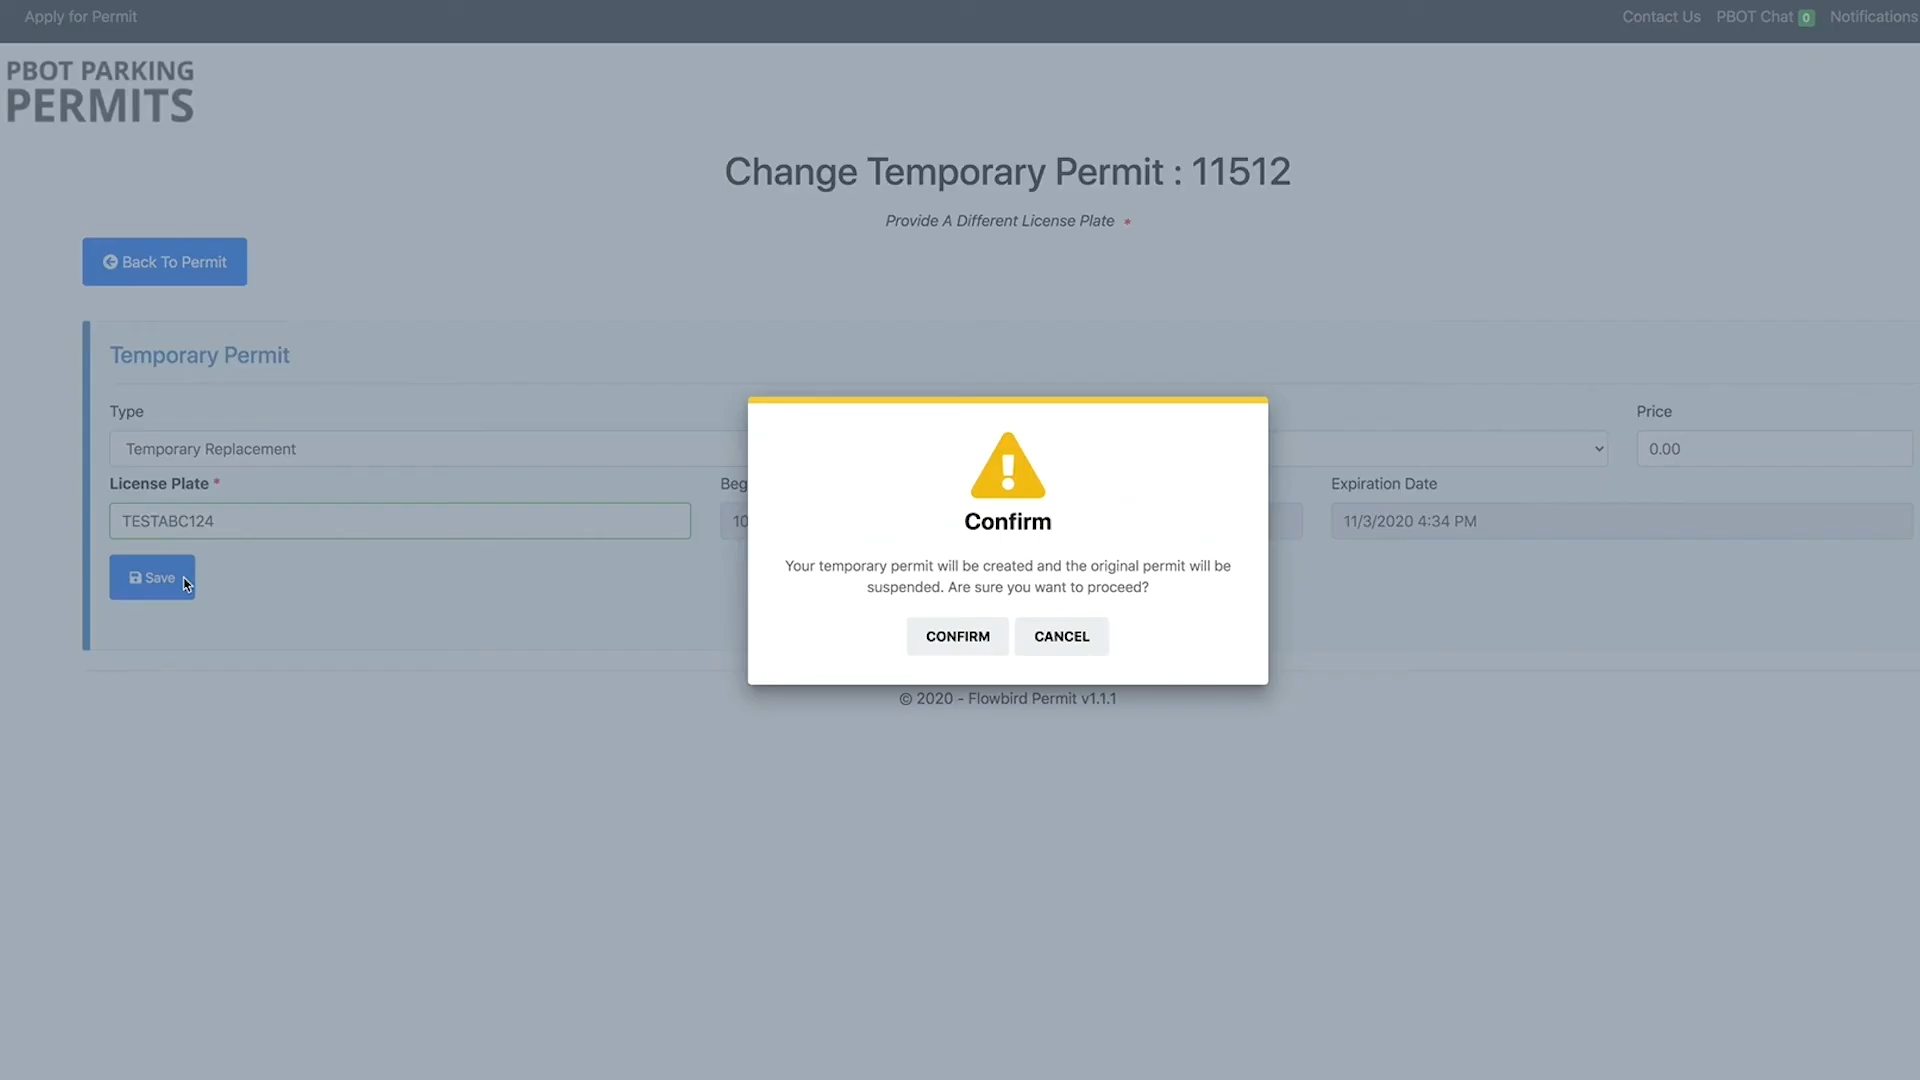 Apply for Permit
Contact Us PBOT Chat 0 Notifications
PBOT PARKING
PERMITS
Change Temporary Permit : 11512
Provide A Different License Plate *
Back To Permit
Temporary Permit
Type
Price
Temporary Replacement
0.00
License Plate *
Beg
Expiration Date
TESTABC124
10
11/3/2020 4:34 PM
Save
Confirm
Your temporary permit will be created and the original permit will be
suspended. Are sure you want to proceed?
CONFIRM CANCEL
© 2020 - Flowbird Permit v1.1.1